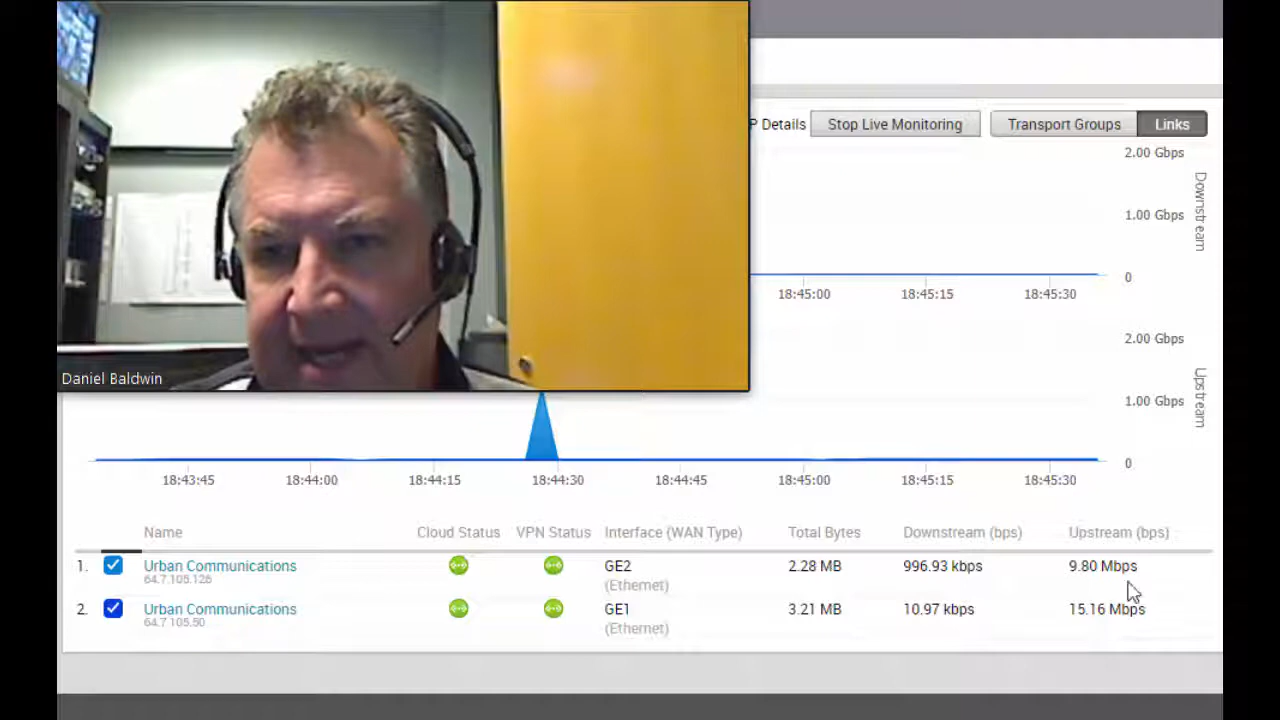 P Details Stop Live Monitoring Transport Groups Links
2.00 Gbps
Downstream
1.00 Gbps
0
18:45:00 18:45:15 18:45:30
2.00 Gbps
Daniel Baldwin
Upstream
1.00 Gbps
0
18:43:45 18:44:00 18:44:15 18:44:30 18:44:45 18:45:00 18:45:15 18:45:30
Name Cloud Status VPN Status Interface (WAN Type) Total Bytes Downstream (bps) Upstream (bps)
1. Urban Communications GE2 2.28 MB 996.93 kbps 9.80 Mbps
64.7.105.126 (Ethernet)
2. Urban Communications GE1 3.21 MB 10.97 kbps 15.16 Mbps
64.7.105.50 (Ethernet)